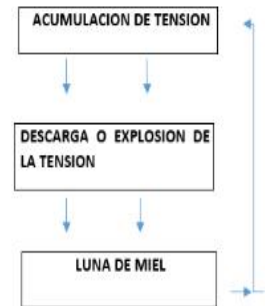 ACUMULACION DE TENSION
DESCARGA O EXPLOSION DE
LA TENSION
LUNA DE MIEL